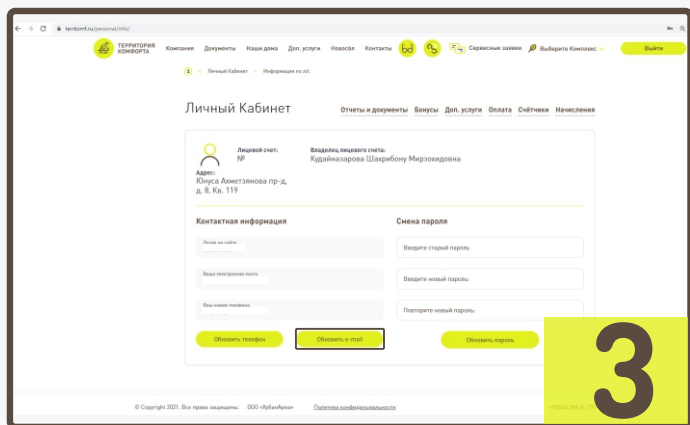 terrkomf.ru/personal/info/
ТЕРРИТОРИЯ
КОМФОРТА
Компания Документы Наши дома Доп. услуги Новосёл Контакты Сервисные заявки Выберите Комплекс Выйти
Личный Кабинет Информация по л/с
Личный Кабинет
Отчеты и документы Бонусы Доп. услуги Оплата Счётчики Начисления
Лицевой счет: Владелец лицевого счета:
№ Кудайназарова Шахрибону Мирзохидовна
Адрес:
Юнуса Ахметзянова пр-д,
д. 8, Кв. 119
Контактная информация Смена пароля
Логин на сайте
Введите старый пароль:
Ваша электронная почта
Введите новый пароль:
Ваш номер телефона
Повторите новый пароль:
Обновить телефон Обновить e-mail Обновить пароль
3
© Copyright 2021. Все права защищены. ООО «УрбанАрко» Политика конфиденциальности